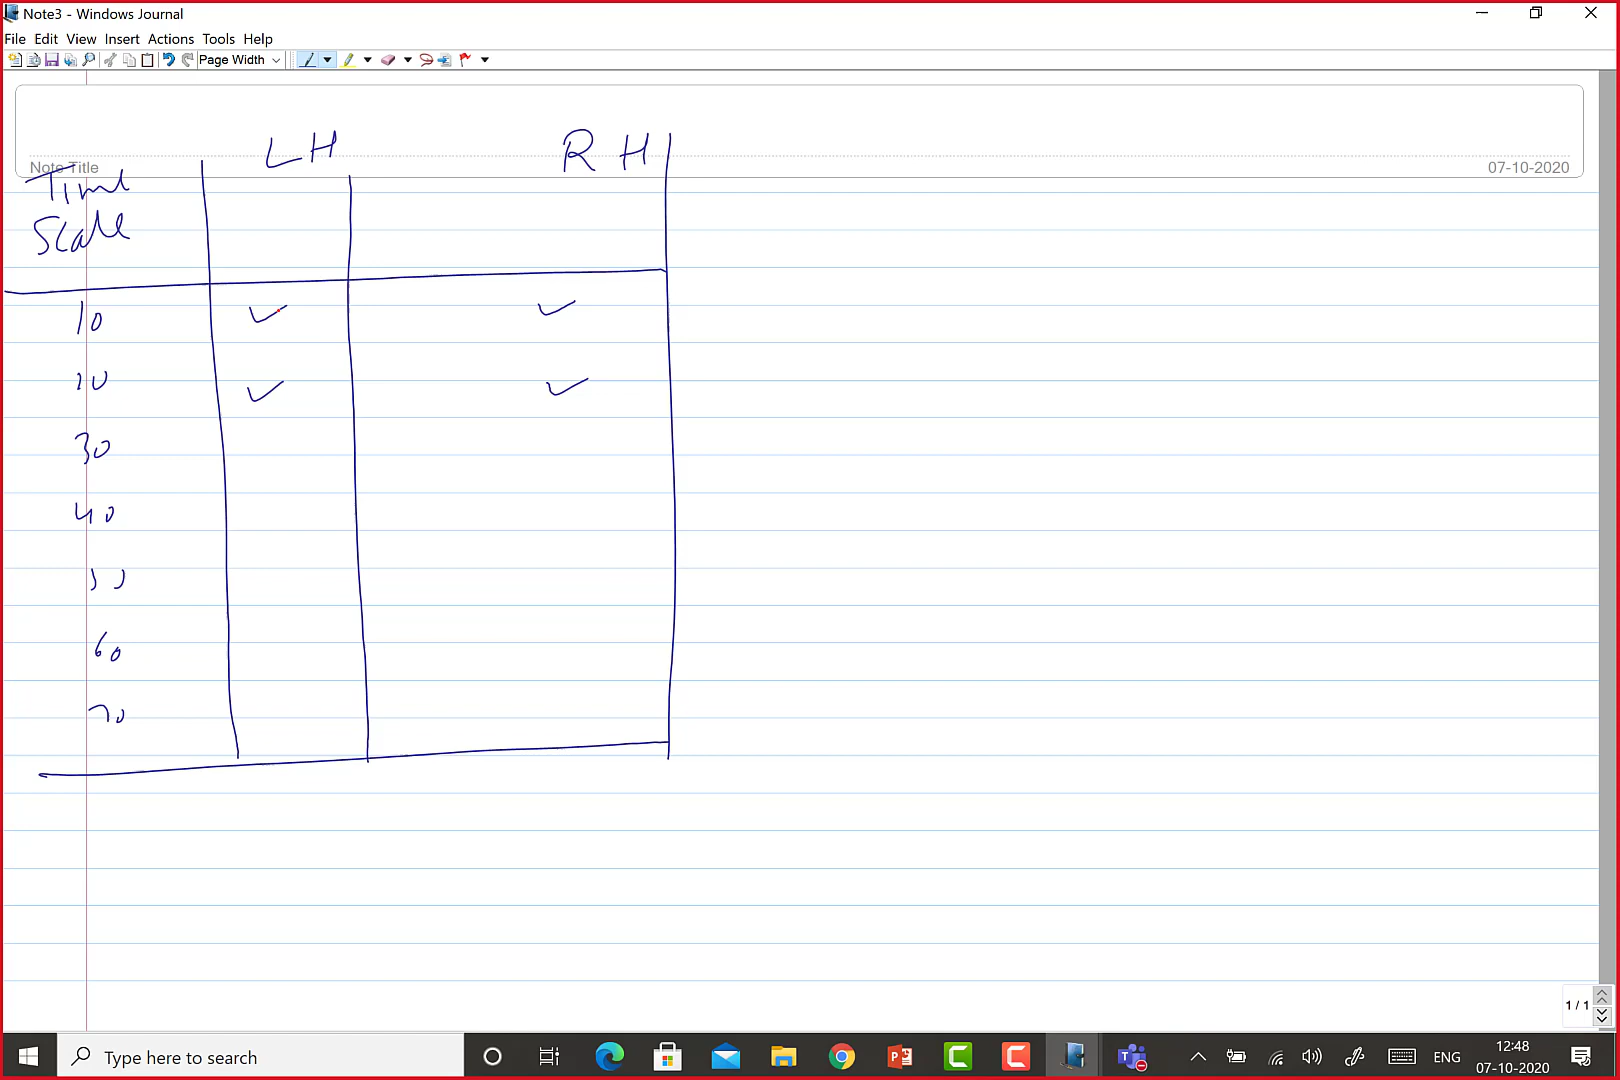 Note3 - Windows Journal
File Edit View Insert Actions Tools Help
Page Width
LH RH
Note Title 07-10-2020
Time
Scale
10 ✓ ✓
20 ✓ ✓
30
40
60
70
1 / 1
Type here to search
ENG
12:48
07-10-2020